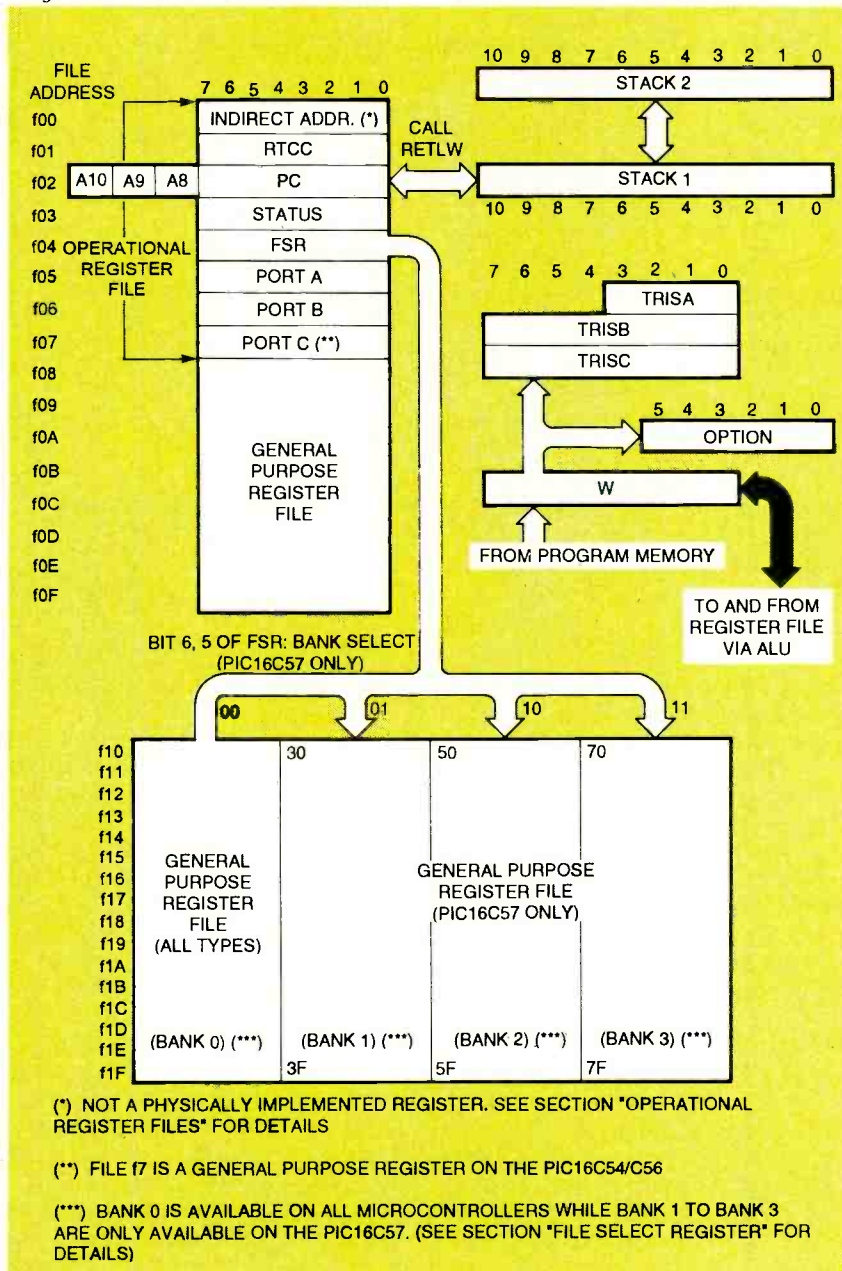 10 9 8 7 6 5 4 3 2 1 0
STACK 2
FILE
ADDRESS
7 6 5 4 3 2 1 0
f00
INDIRECT ADDR. (*)
CALL
RETLW
f01
RTCC
f02
A10 A9 A8
PC
STACK 1
10 9 8 7 6 5 4 3 2 1 0
f03
STATUS
f04
FSR
OPERATIONAL
REGISTER
FILE
f05
PORT A
f06
PORT B
f07
PORT C (**)
7 6 5 4 3 2 1 0
TRISA
TRISB
TRISC
f08
f09
f0A
f0B
f0C
f0D
f0E
f0F
GENERAL
PURPOSE
REGISTER
FILE
5 4 3 2 1 0
OPTION
W
FROM PROGRAM MEMORY
TO AND FROM
REGISTER FILE
VIA ALU
BIT 6, 5 OF FSR: BANK SELECT
(PIC16C57 ONLY)
00 01 10 11
f10
f11
f12
f13
f14
f15
f16
f17
f18
f19
f1A
f1B
f1C
f1D
f1E
f1F
30 50 70
GENERAL
PURPOSE
REGISTER
FILE
(ALL TYPES)
GENERAL PURPOSE
REGISTER FILE
(PIC16C57 ONLY)
(BANK 0) (***) (BANK 1) (***) (BANK 2) (***) (BANK 3) (***)
3F 5F 7F
(*) NOT A PHYSICALLY IMPLEMENTED REGISTER. SEE SECTION "OPERATIONAL
REGISTER FILES" FOR DETAILS
(**) FILE f7 IS A GENERAL PURPOSE REGISTER ON THE PIC16C54/C56
(***) BANK 0 IS AVAILABLE ON ALL MICROCONTROLLERS WHILE BANK 1 TO BANK 3
ARE ONLY AVAILABLE ON THE PIC16C57. (SEE SECTION "FILE SELECT REGISTER" FOR
DETAILS)